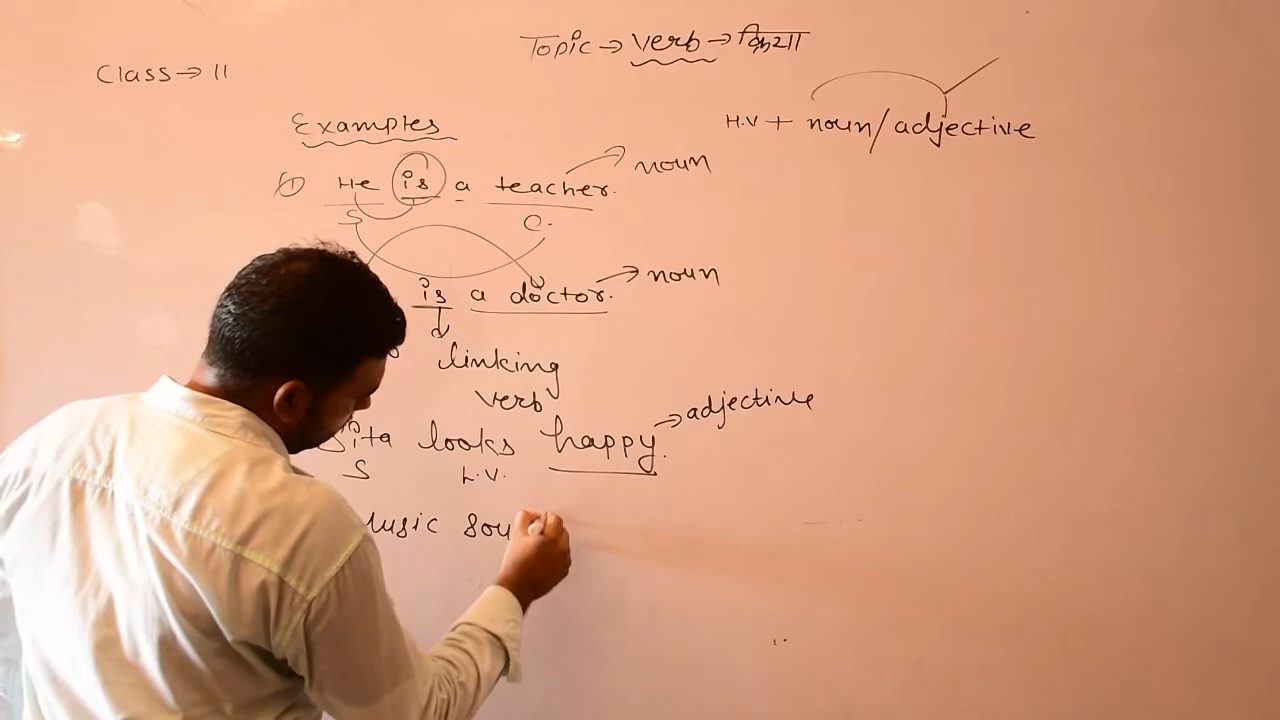 Topic → Verb → क्रिया
Class → 11
H.V + noun/adjective
Examples
① He is a teacher. → noun
S C.
is a doctor. → noun
linking
verb
Sita looks happy. → adjective
S L.V.
Music sou